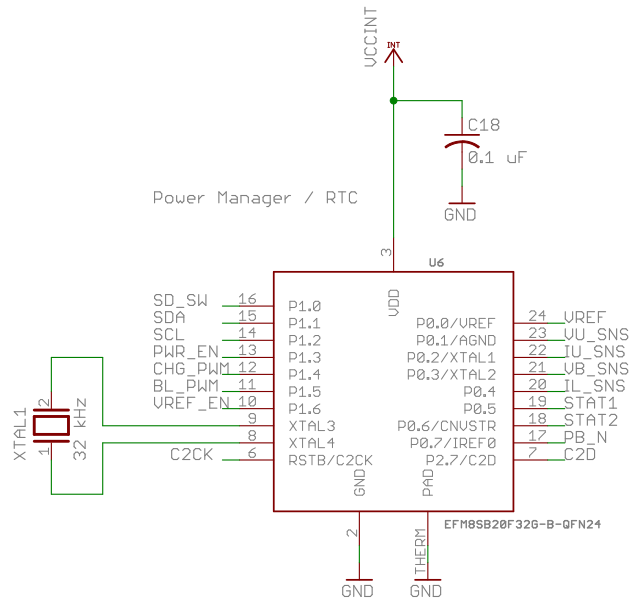 VCCINT
INT
C18
0.1 uF
GND
Power Manager / RTC
3
U6
VDD
SD_SW 16 P1.0
SDA 15 P1.1
SCL 14 P1.2
PWR_EN 13 P1.3
CHG_PWM 12 P1.4
BL_PWM 11 P1.5
VREF_EN 10 P1.6
9 XTAL3
8 XTAL4
C2CK 6 RSTB/C2CK
P0.0/VREF 24 VREF
P0.1/AGND 23 VU_SNS
P0.2/XTAL1 22 IU_SNS
P0.3/XTAL2 21 VB_SNS
P0.4 20 IL_SNS
P0.5 19 STAT1
P0.6/CNVSTR 18 STAT2
P0.7/IREF0 17 PB_N
P2.7/C2D 7 C2D
XTAL1
2
1
32 kHz
GND
PAD
EFM8SB20F32G-B-QFN24
2
THERM
GND
GND